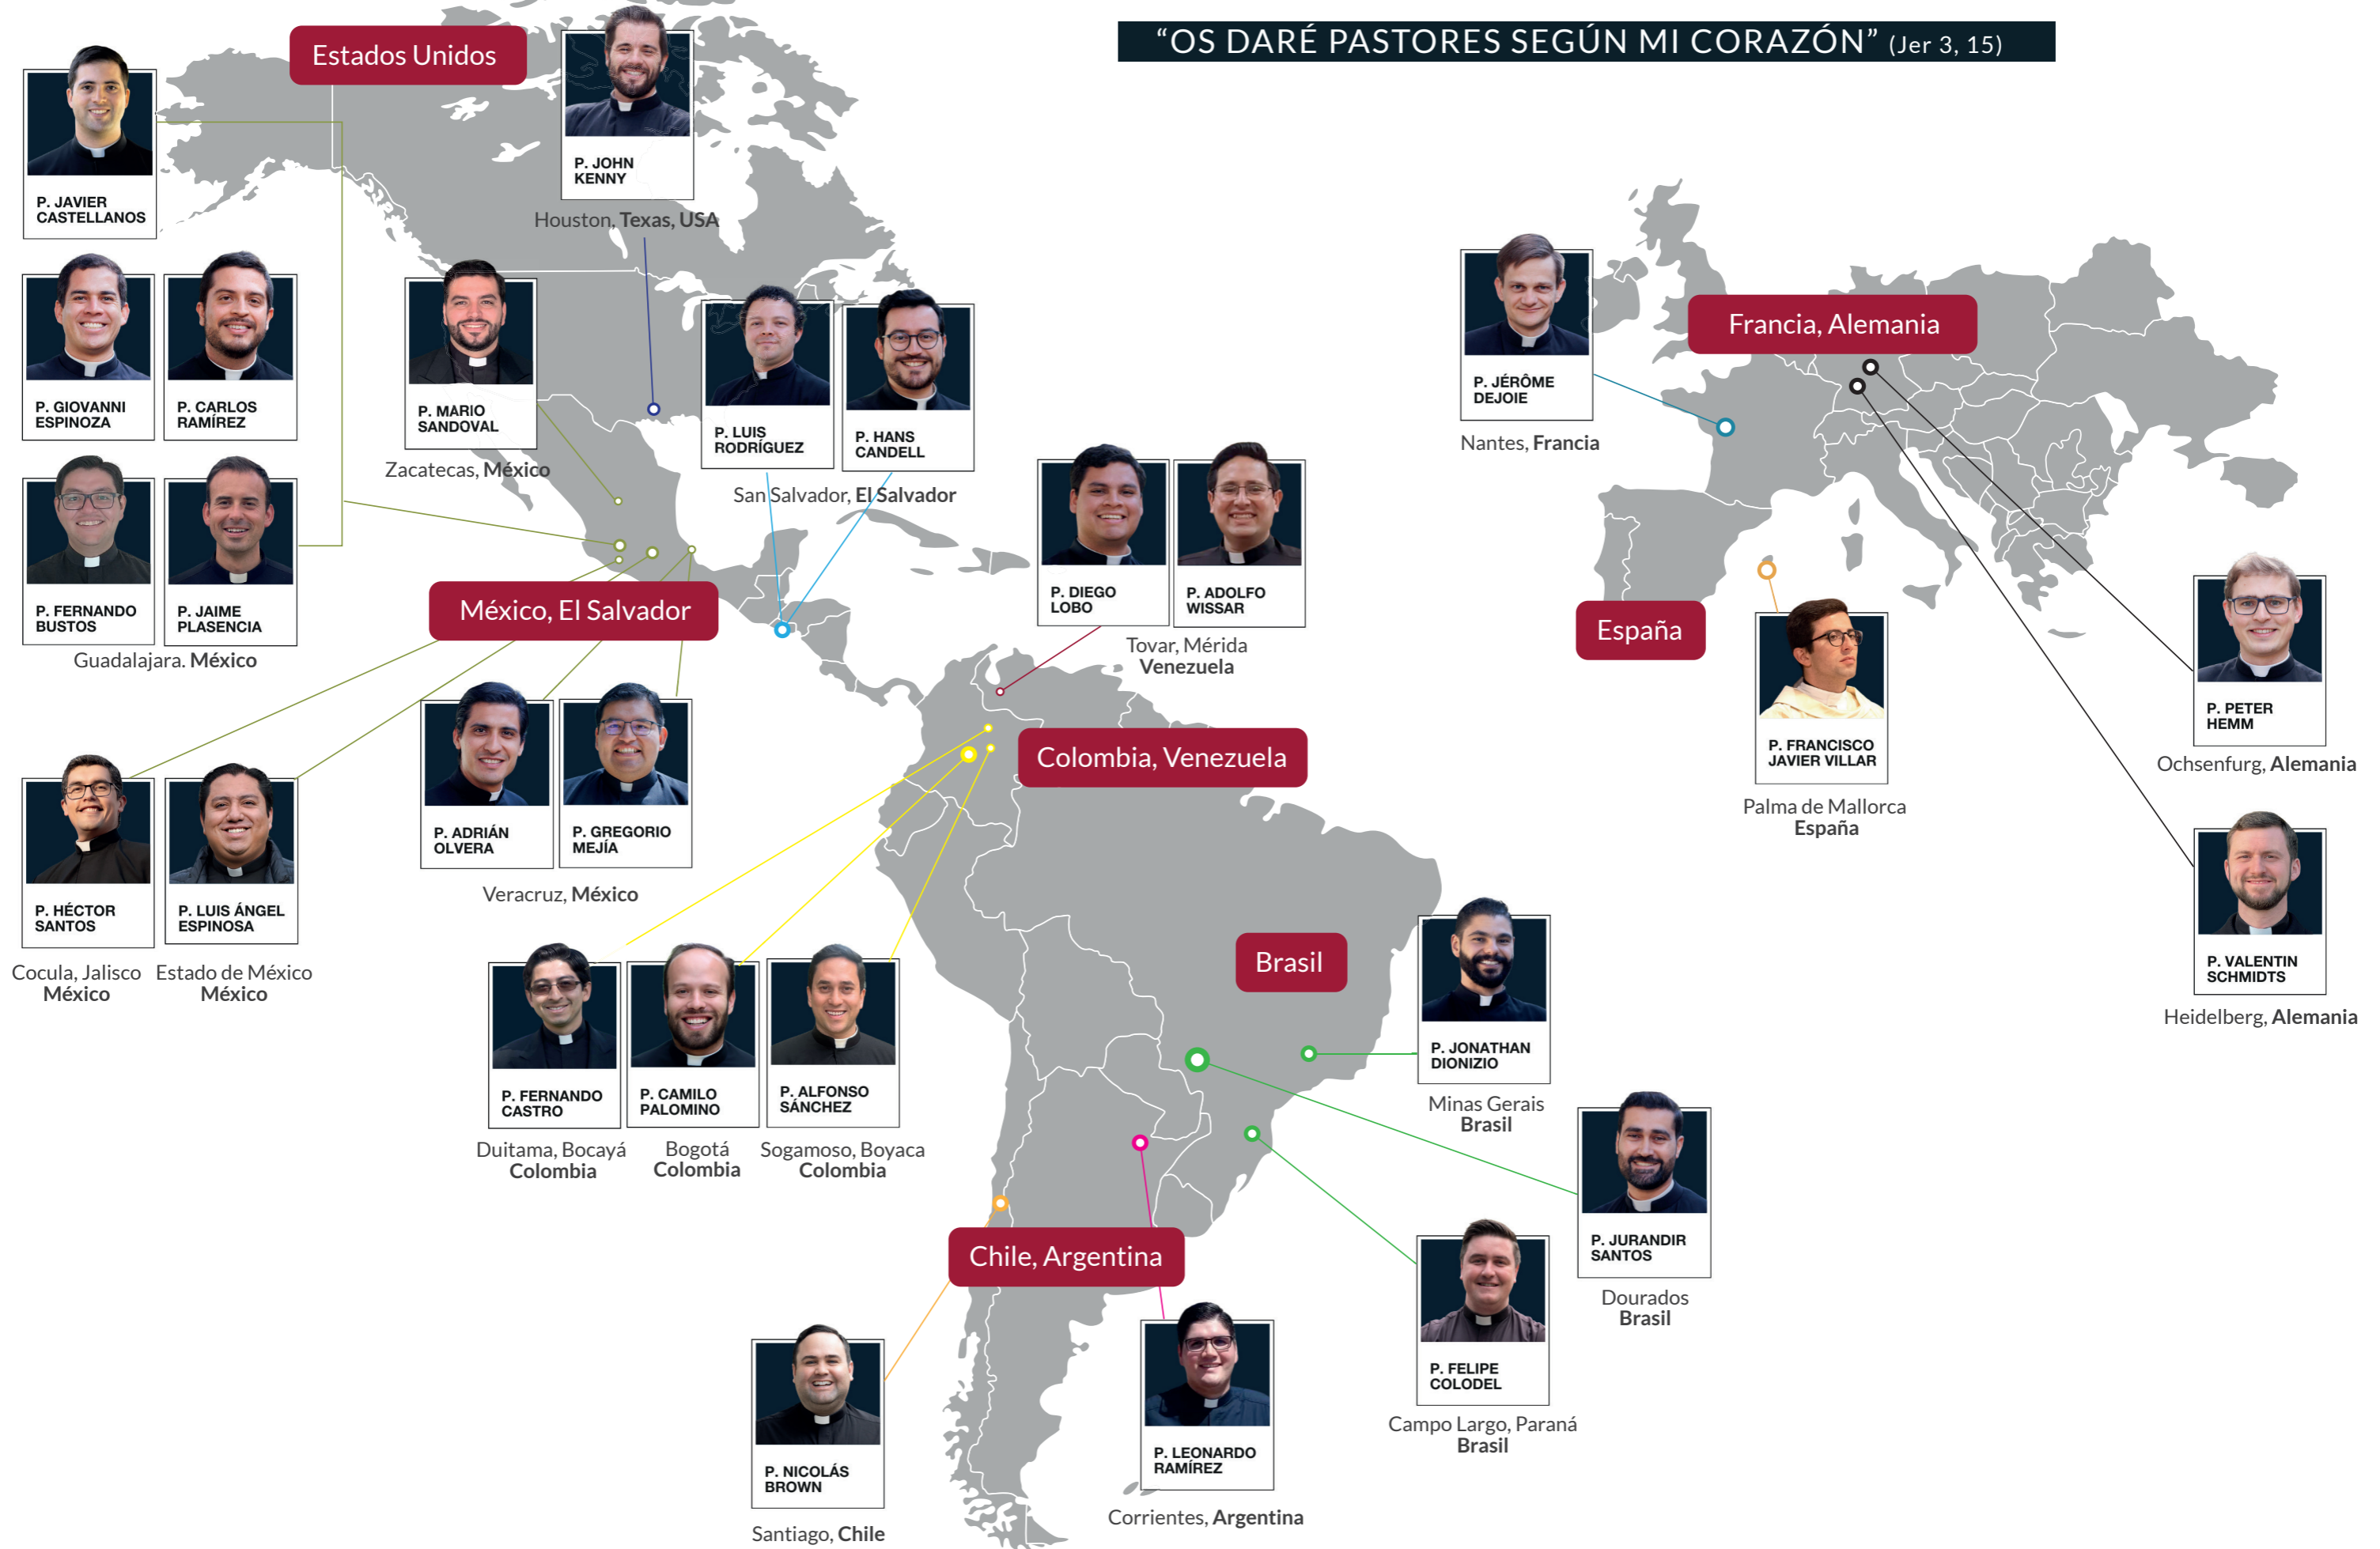 “OS DARÉ PASTORES SEGÚN MI CORAZÓN” (Jer 3, 15)
Estados Unidos
P. JAVIER
CASTELLANOS
P. JOHN
KENNY
Houston, Texas, USA
P. GIOVANNI
ESPINOZA
P. CARLOS
RAMÍREZ
P. FERNANDO
BUSTOS
P. JAIME
PLASENCIA
Guadalajara. México
P. MARIO
SANDOVAL
Zacatecas, México
P. LUIS
RODRÍGUEZ
P. HANS
CANDELL
San Salvador, El Salvador
México, El Salvador
P. HÉCTOR
SANTOS
Cocula, Jalisco
México
P. LUIS ÁNGEL
ESPINOSA
Estado de México
México
P. ADRIÁN
OLVERA
P. GREGORIO
MEJÍA
Veracruz, México
P. DIEGO
LOBO
P. ADOLFO
WISSAR
Tovar, Mérida
Venezuela
Colombia, Venezuela
P. FERNANDO
CASTRO
Duitama, Bocayá
Colombia
P. CAMILO
PALOMINO
Bogotá
Colombia
P. ALFONSO
SÁNCHEZ
Sogamoso, Boyaca
Colombia
Brasil
P. JONATHAN
DIONIZIO
Minas Gerais
Brasil
P. JURANDIR
SANTOS
Dourados
Brasil
P. FELIPE
COLODEL
Campo Largo, Paraná
Brasil
Chile, Argentina
P. NICOLÁS
BROWN
Santiago, Chile
P. LEONARDO
RAMÍREZ
Corrientes, Argentina
Francia, Alemania
P. JÉRÔME
DEJOIE
Nantes, Francia
España
P. FRANCISCO
JAVIER VILLAR
Palma de Mallorca
España
P. PETER
HEMM
Ochsenfurg, Alemania
P. VALENTIN
SCHMIDTS
Heidelberg, Alemania